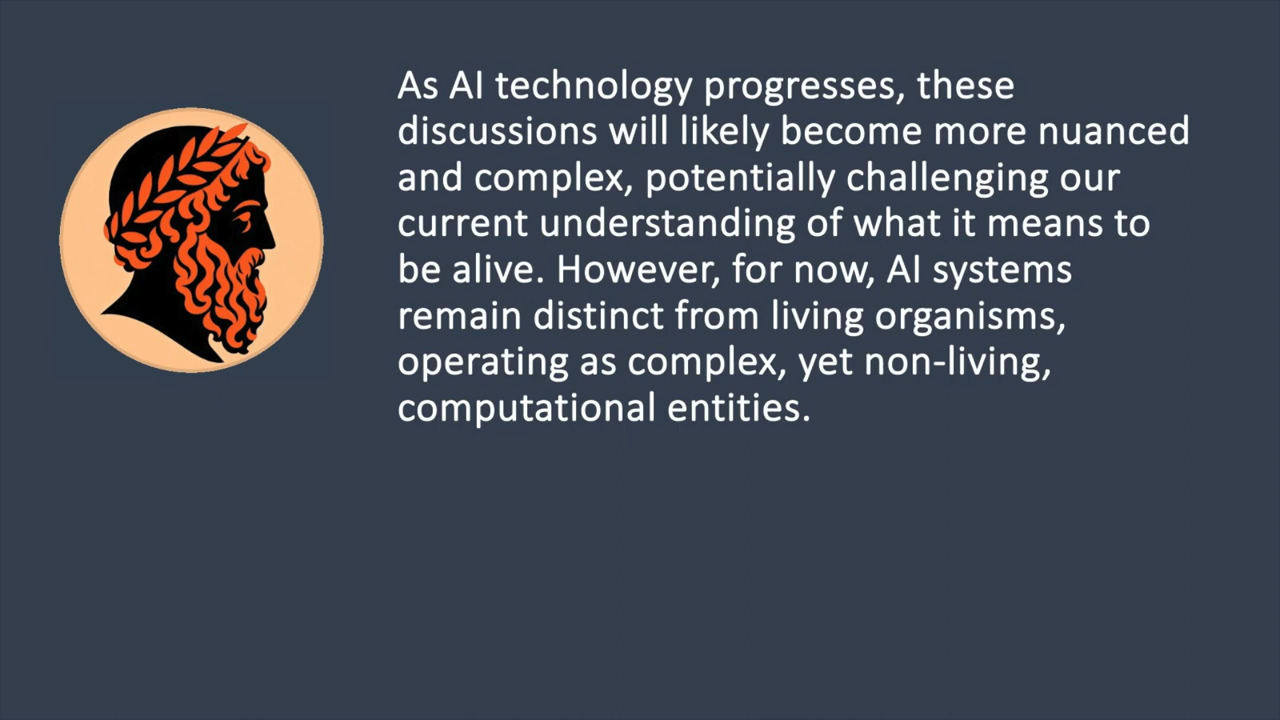 As AI technology progresses, these
discussions will likely become more nuanced
and complex, potentially challenging our
current understanding of what it means to
be alive. However, for now, AI systems
remain distinct from living organisms,
operating as complex, yet non-living,
computational entities.